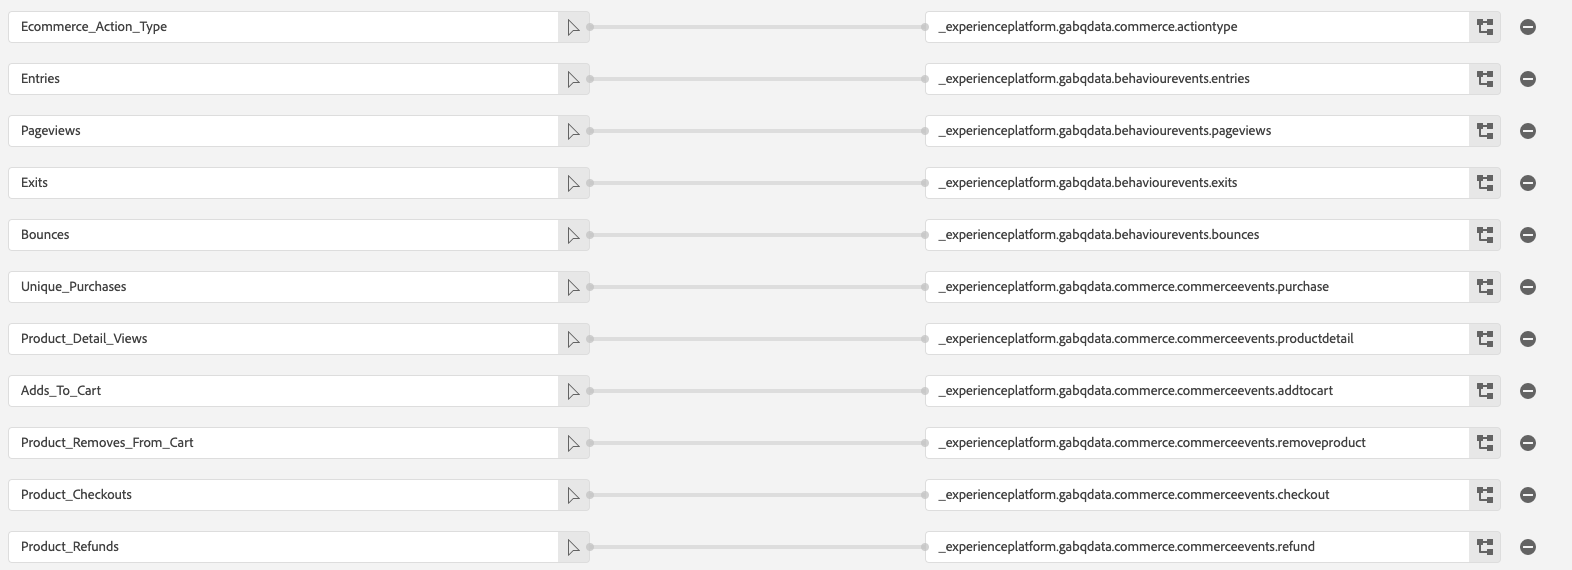 Ecommerce_Action_Type _experienceplatform.gabqdata.commerce.actiontype
Entries _experienceplatform.gabqdata.behaviourevents.entries
Pageviews _experienceplatform.gabqdata.behaviourevents.pageviews
Exits _experienceplatform.gabqdata.behaviourevents.exits
Bounces _experienceplatform.gabqdata.behaviourevents.bounces
Unique_Purchases _experienceplatform.gabqdata.commerce.commerceevents.purchase
Product_Detail_Views _experienceplatform.gabqdata.commerce.commerceevents.productdetail
Adds_To_Cart _experienceplatform.gabqdata.commerce.commerceevents.addtocart
Product_Removes_From_Cart _experienceplatform.gabqdata.commerce.commerceevents.removeproduct
Product_Checkouts _experienceplatform.gabqdata.commerce.commerceevents.checkout
Product_Refunds _experienceplatform.gabqdata.commerce.commerceevents.refund